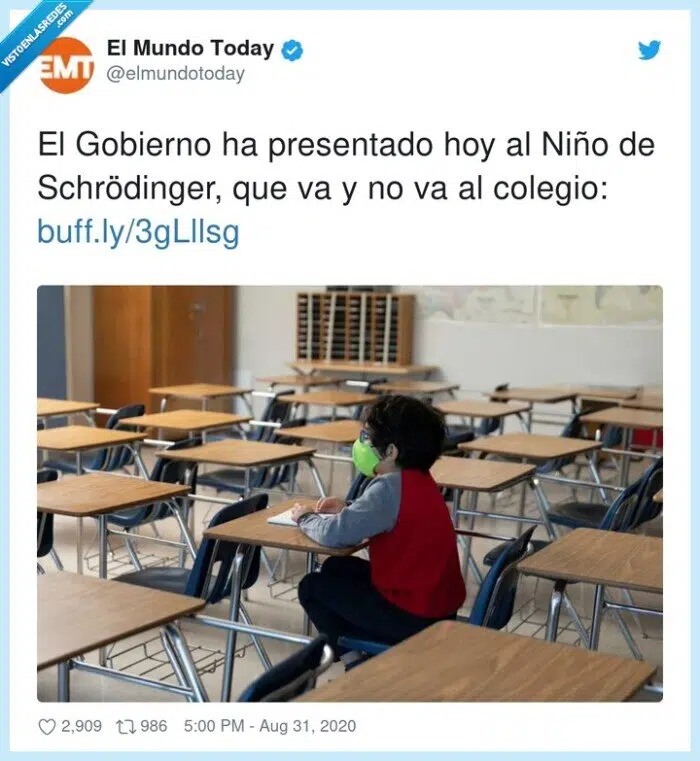 VISTOENLASREDES
.com
EMT
El Mundo Today
@elmundotoday
El Gobierno ha presentado hoy al Niño de
Schrödinger, que va y no va al colegio:
buff.ly/3gLllsg
2,909 986 5:00 PM - Aug 31, 2020